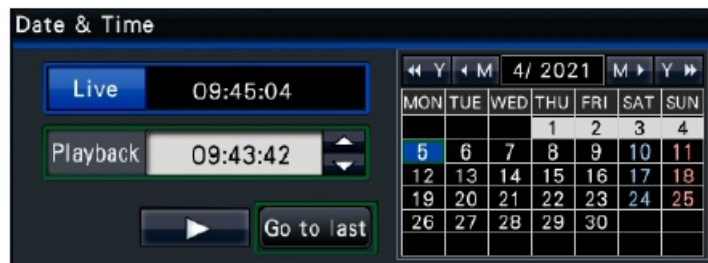 Date & Time
Live 09:45:04
Playback 09:43:42
Go to last
Y M 4/ 2021 M Y
MON TUE WED THU FRI SAT SUN
1 2 3 4
5 6 7 8 9 10 11
12 13 14 15 16 17 18
19 20 21 22 23 24 25
26 27 28 29 30